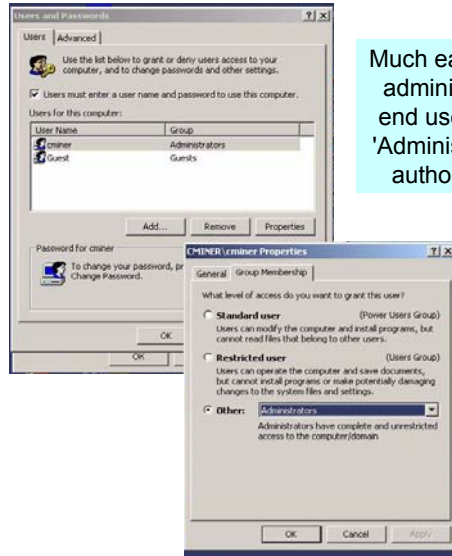 Users and Passwords
Users
Advanced
Use the list below to grant or deny users access to your
computer, and to change passwords and other settings.
Users must enter a user name and password to use this computer.
Users for this computer:
User Name
Group
cminer
Administrators
Guest
Guests
Add...
Remove
Properties
Password for cminer
To change your password, pr
Change Password.
OK
OK
Much ea
admini
end use
'Adminis
autho
CMINER\cminer Properties
General
Group Membership
What level of access do you want to grant this user?
Standard user
(Power Users Group)
Users can modify the computer and install programs, but
cannot read files that belong to other users.
Restricted user
(Users Group)
Users can operate the computer and save documents,
but cannot install programs or make potentially damaging
changes to the system files and settings.
Other:
Administrators
Administrators have complete and unrestricted
access to the computer/domain
OK
Cancel
Apply